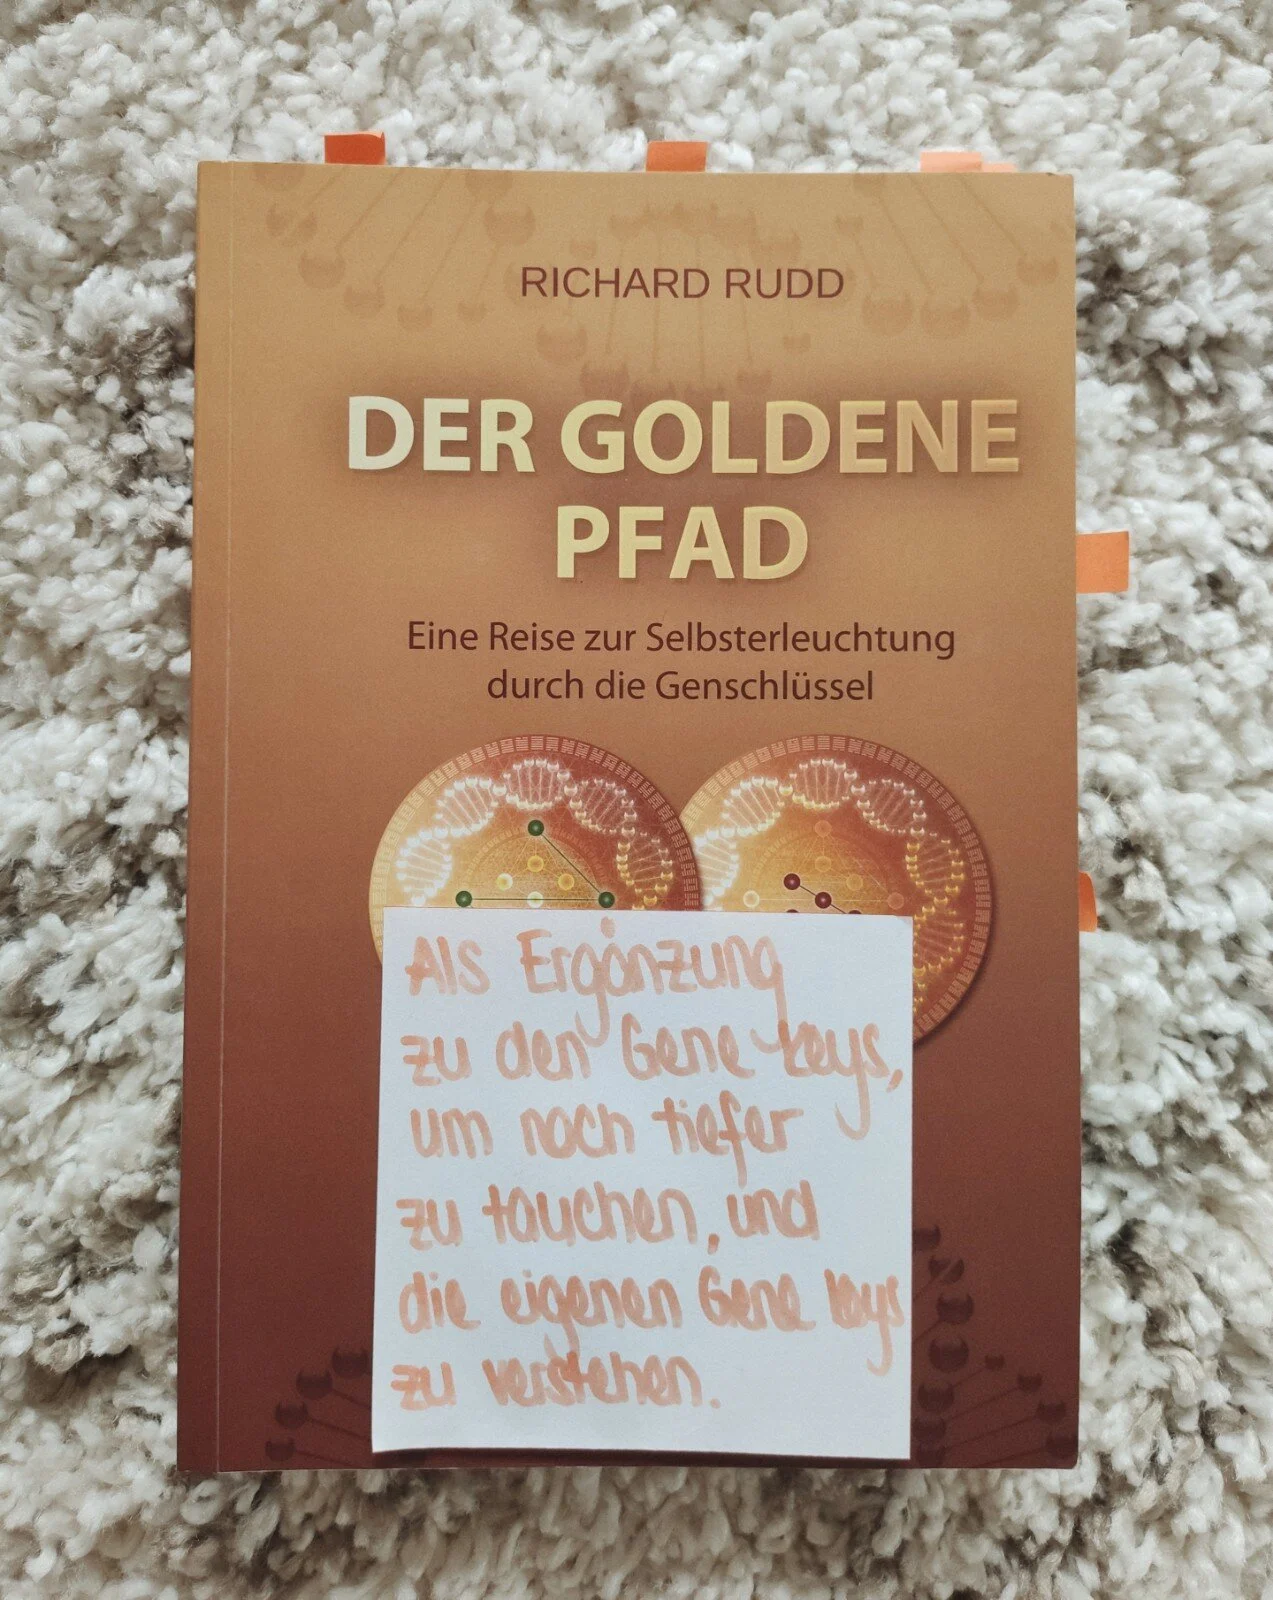 RICHARD RUDD
DER GOLDENE
PFAD
Eine Reise zur Selbsterleuchtung
durch die Genschlüssel
Als Ergänzung
zu den Gene keys,
um noch tiefer
zu tauchen, und
die eigenen Gene keys
zu verstehen.